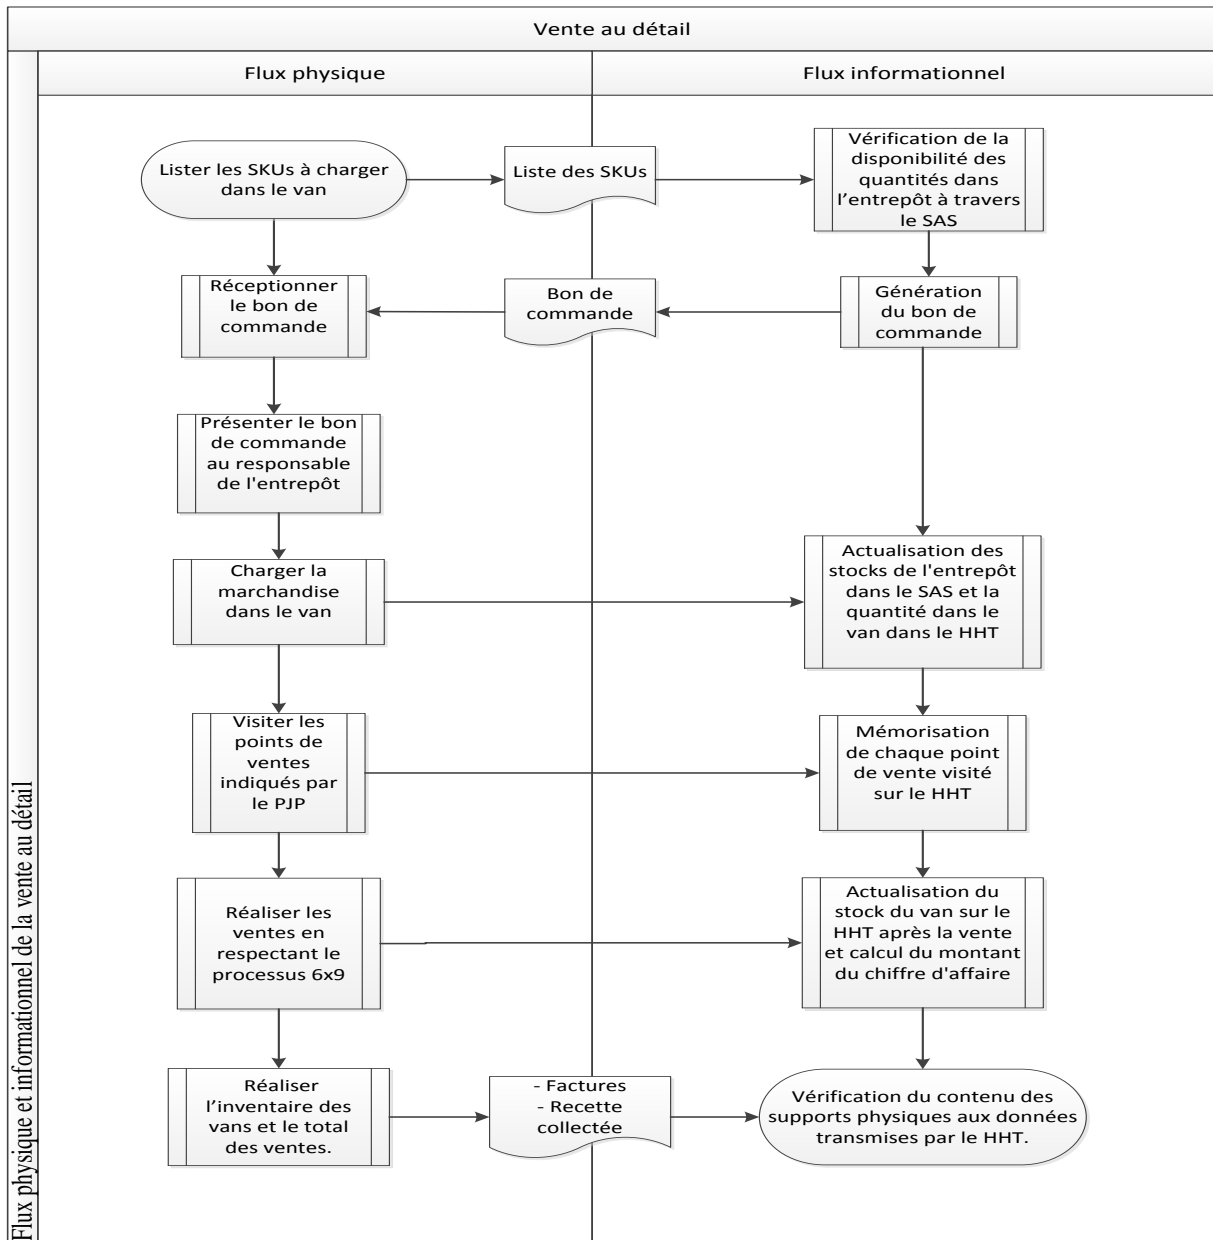 Vente au détail
Flux physique
Flux informationnel
Flux physique et informationnel de la vente au détail
Lister les SKUs à charger
dans le van
Liste des SKUs
Vérification de la
disponibilité des
quantités dans
l’entrepôt à travers
le SAS
Réceptionner
le bon de
commande
Bon de
commande
Génération
du bon de
commande
Présenter le bon
de commande
au responsable
de l'entrepôt
Charger la
marchandise
dans le van
Actualisation des
stocks de l'entrepôt
dans le SAS et la
quantité dans le
van dans le HHT
Visiter les
points de
ventes
indiqués par
le PJP
Mémorisation
de chaque point
de vente visité
sur le HHT
Réaliser les
ventes en
respectant le
processus 6x9
Actualisation du
stock du van sur le
HHT après la vente
et calcul du montant
du chiffre d'affaire
Réaliser
l’inventaire des
vans et le total
des ventes.
- Factures
- Recette
collectée
Vérification du contenu des
supports physiques aux données
transmises par le HHT.